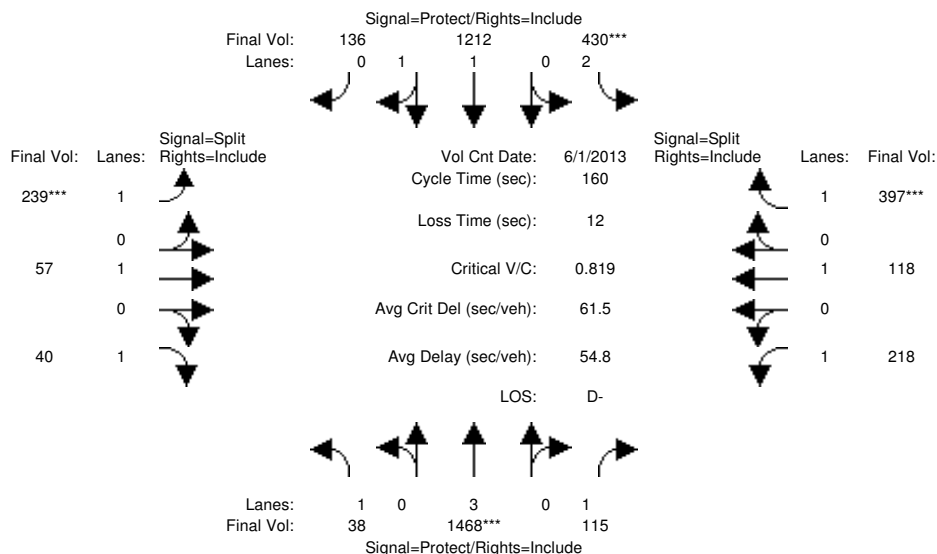 Signal=Protect/Rights=Include
Final Vol: 136 1212 430***
Lanes: 0 1 1 0 2
Signal=Split Signal=Split
Final Vol: Lanes: Rights=Include Vol Cnt Date: 6/1/2013 Rights=Include Lanes: Final Vol:
Cycle Time (sec): 160
239*** 1 1 397***
Loss Time (sec): 12
0 0
57 1 Critical V/C: 0.819 1 118
0 Avg Crit Del (sec/veh): 61.5 0
40 1 Avg Delay (sec/veh): 54.8 1 218
LOS: D-
Lanes: 1 0 3 0 1
Final Vol: 38 1468*** 115
Signal=Protect/Rights=Include